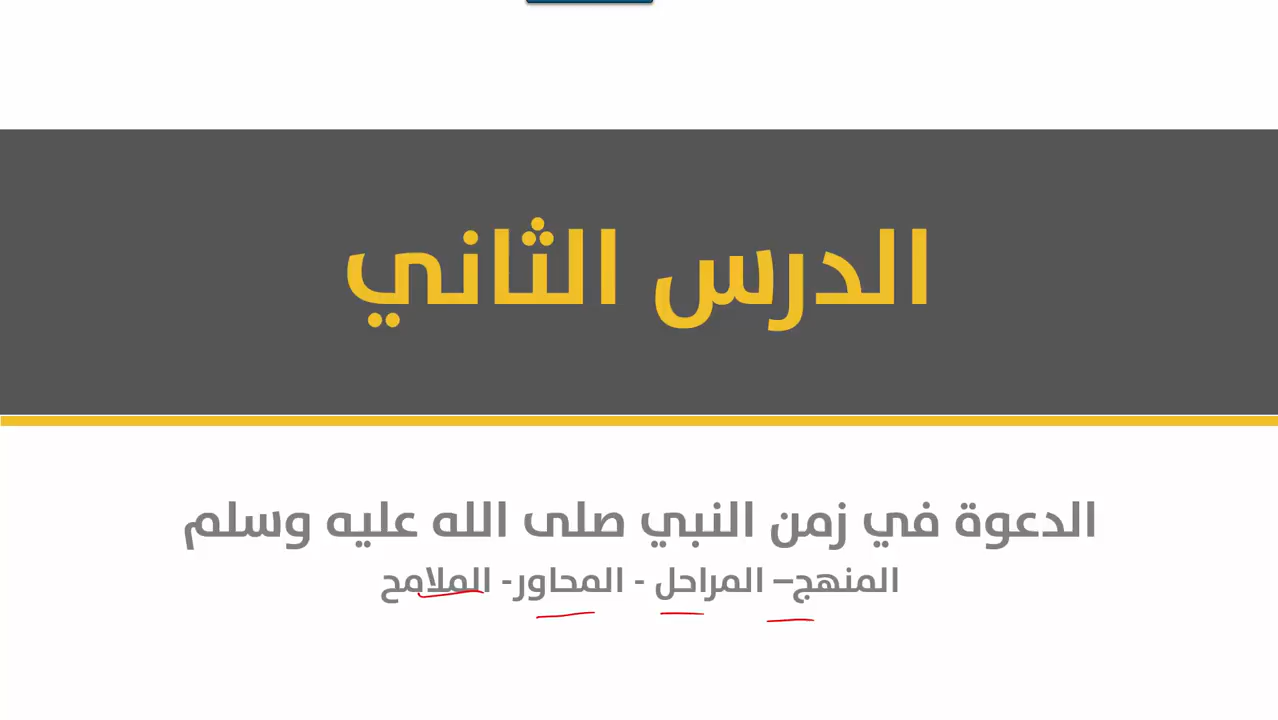 الدرس الثاني
الدعوة في زمن النبي صلى الله عليه وسلم
المنهج– المراحل - المحاور- الملامح